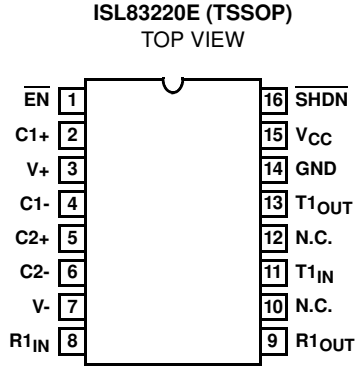 ISL83220E (TSSOP)
TOP VIEW
EN 1 16 SHDN
C1+ 2 15 VCC
V+ 3 14 GND
C1- 4 13 T1OUT
C2+ 5 12 N.C.
C2- 6 11 T1IN
V- 7 10 N.C.
R1IN 8 9 R1OUT